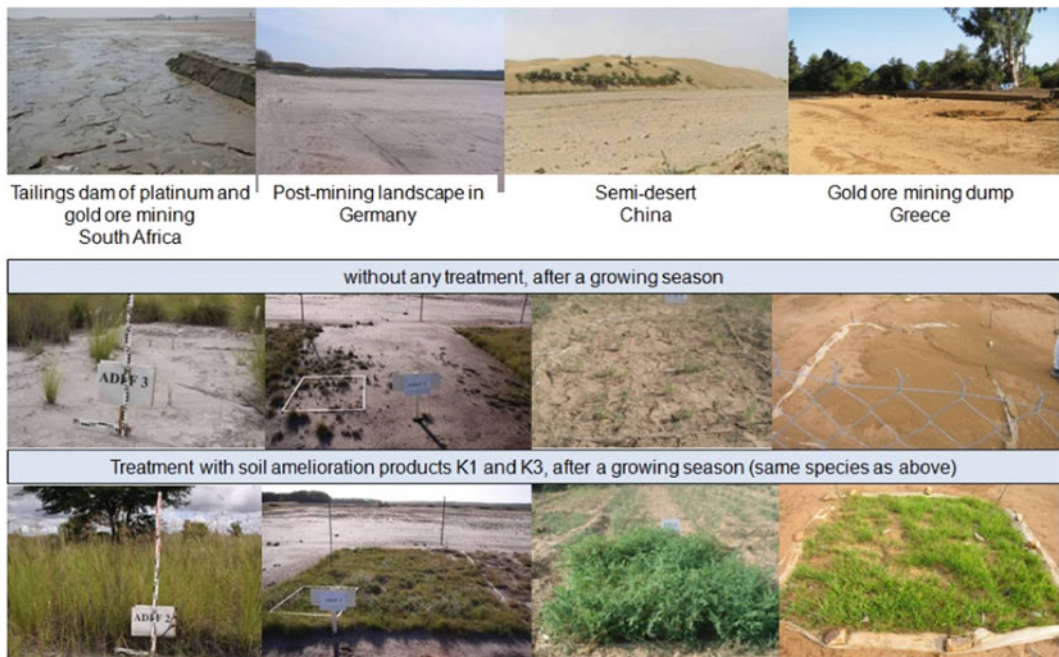 Tailings dam of platinum and
gold ore mining
South Africa
Post-mining landscape in
Germany
Semi-desert
China
Gold ore mining dump
Greece
without any treatment, after a growing season
ADFF 3
Treatment with soil amelioration products K1 and K3, after a growing season (same species as above)
ADFF 2